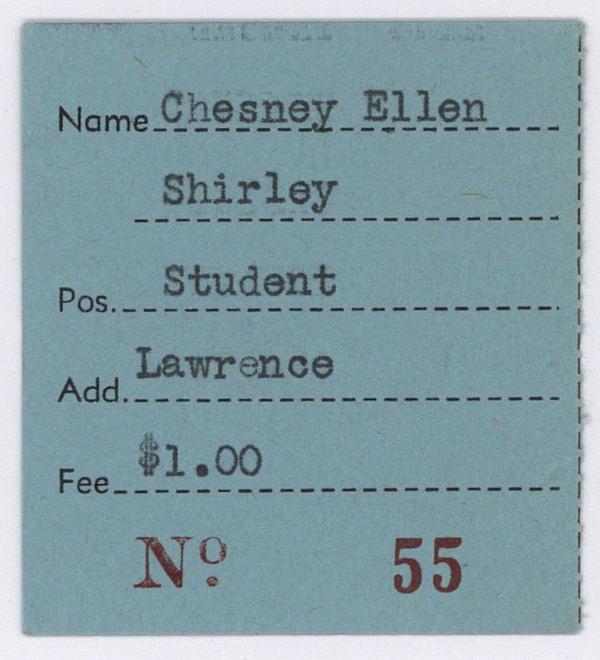 Name Chesney Ellen
Shirley
Pos. Student
Add. Lawrence
Fee $1.00
Nº 55